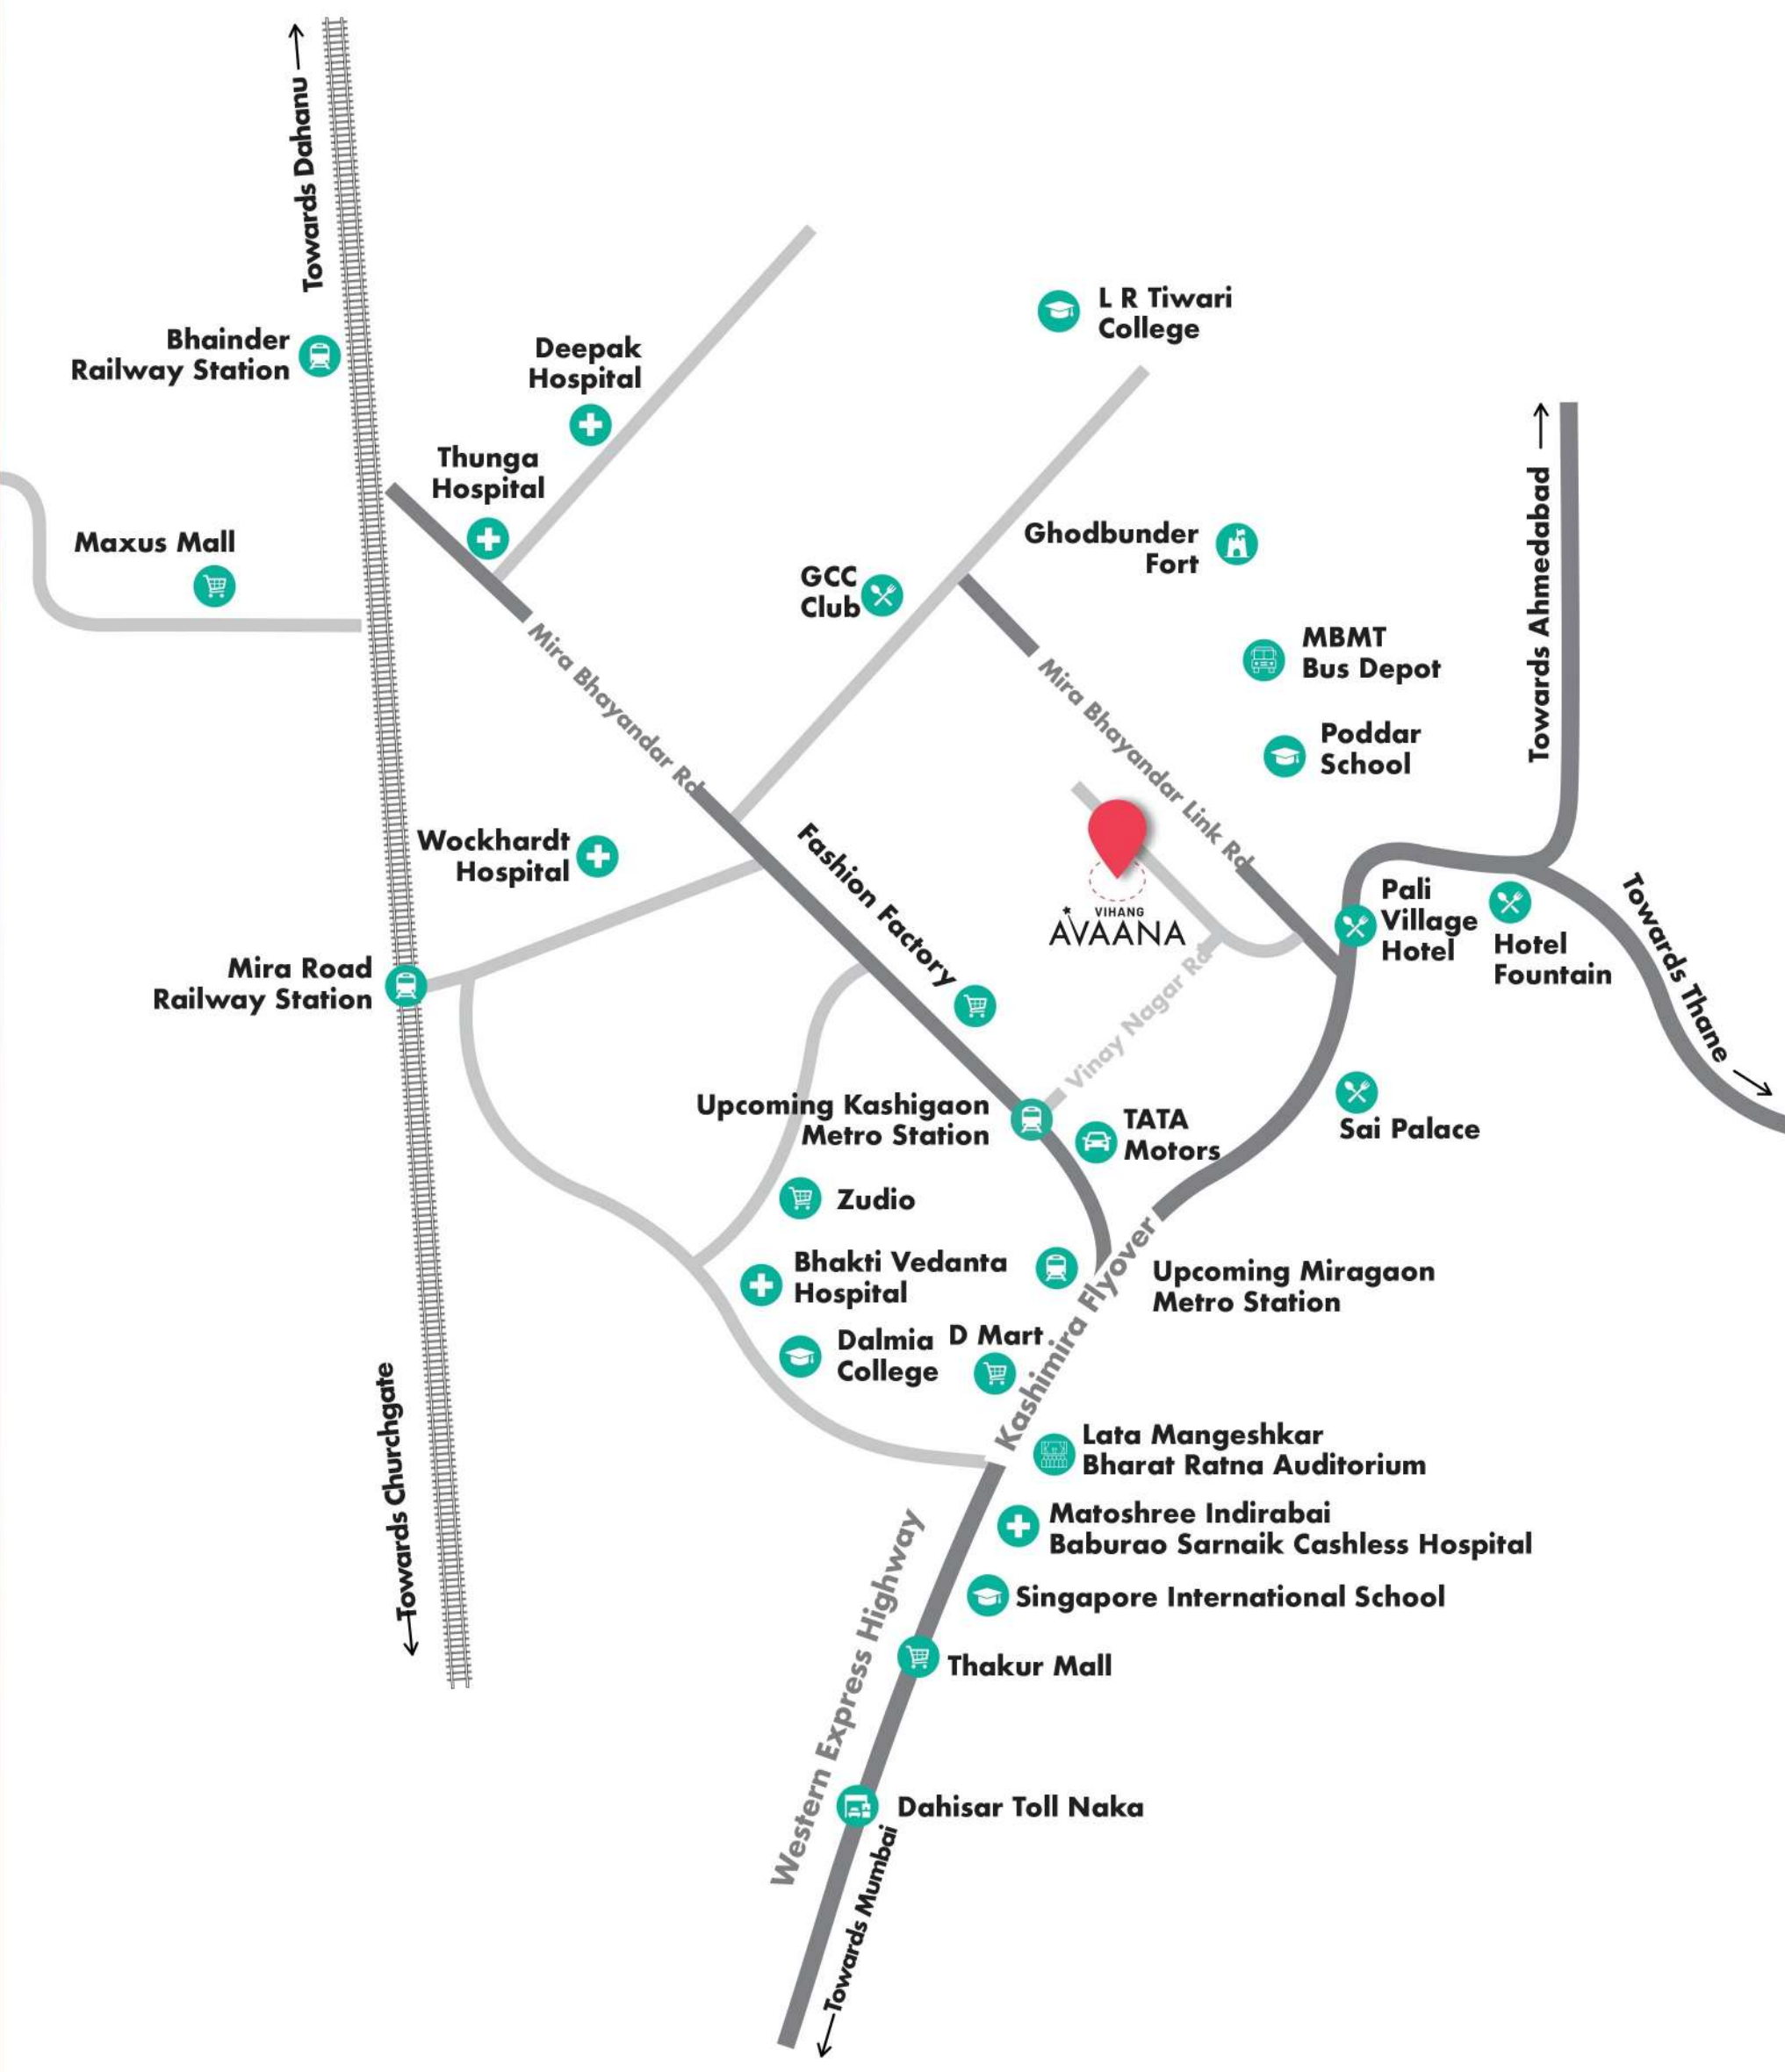 Towards Dahanu
Bhainder
Railway Station
Deepak
Hospital
L R Tiwari
College
Thunga
Hospital
Maxus Mall
GCC
Club
Ghodbunder
Fort
Towards Ahmedabad
MBMT
Bus Depot
Mira Bhayandar Rd
Mira Bhayandar Link Rd
Poddar
School
Wockhardt
Hospital
Fashion Factory
VIHANG
AVAANA
Pali
Village
Hotel
Hotel
Fountain
Towards Thane
Mira Road
Railway Station
Vinay Nagar Rd
Upcoming Kashigaon
Metro Station
TATA
Motors
Sai Palace
Zudio
Bhakti Vedanta
Hospital
Upcoming Miragaon
Metro Station
Dalmia
College
D Mart
Kashimira Flyover
Towards Churchgate
Lata Mangeshkar
Bharat Ratna Auditorium
Matoshree Indirabai
Baburao Sarnaik Cashless Hospital
Singapore International School
Thakur Mall
Western Express Highway
Dahisar Toll Naka
Towards Mumbai